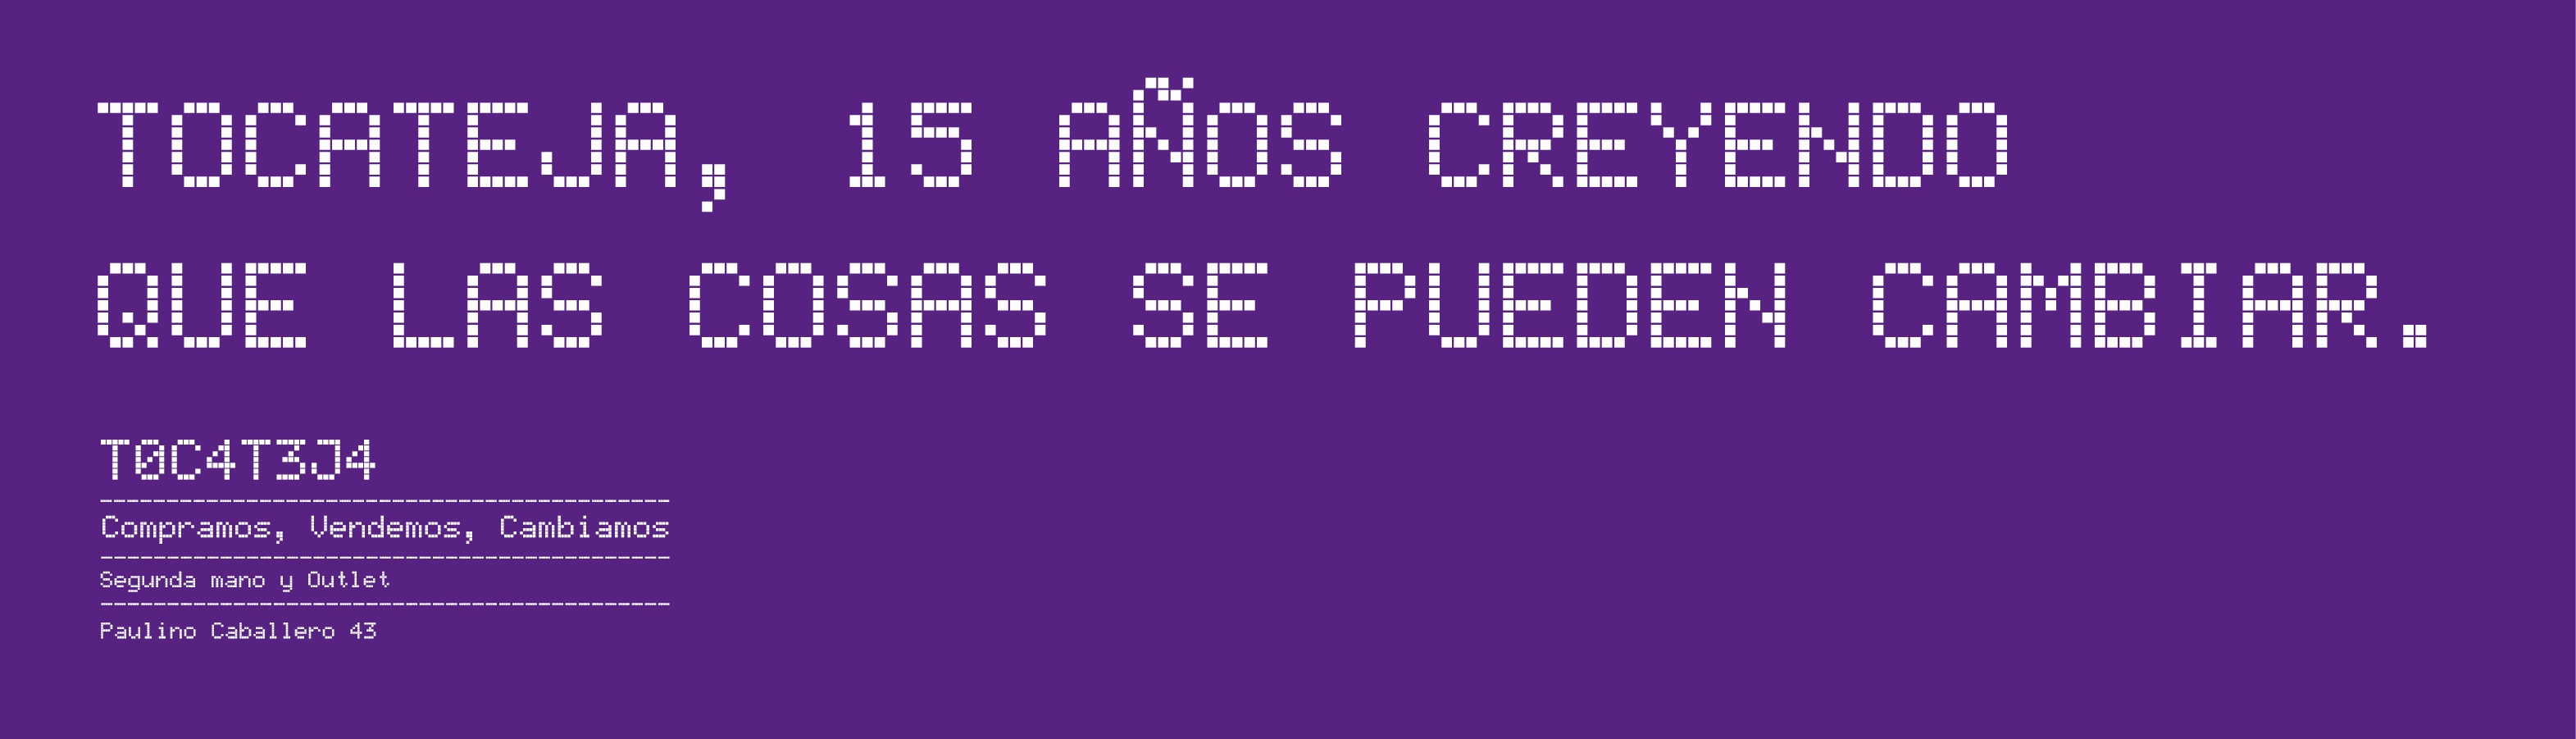 TOCATEJA, 15 AÑOS CREYENDO
QUE LAS COSAS SE PUEDEN CAMBIAR.
T0C4T3J4
Compramos, Vendemos, Cambiamos
Segunda mano y Outlet
Paulino Caballero 43